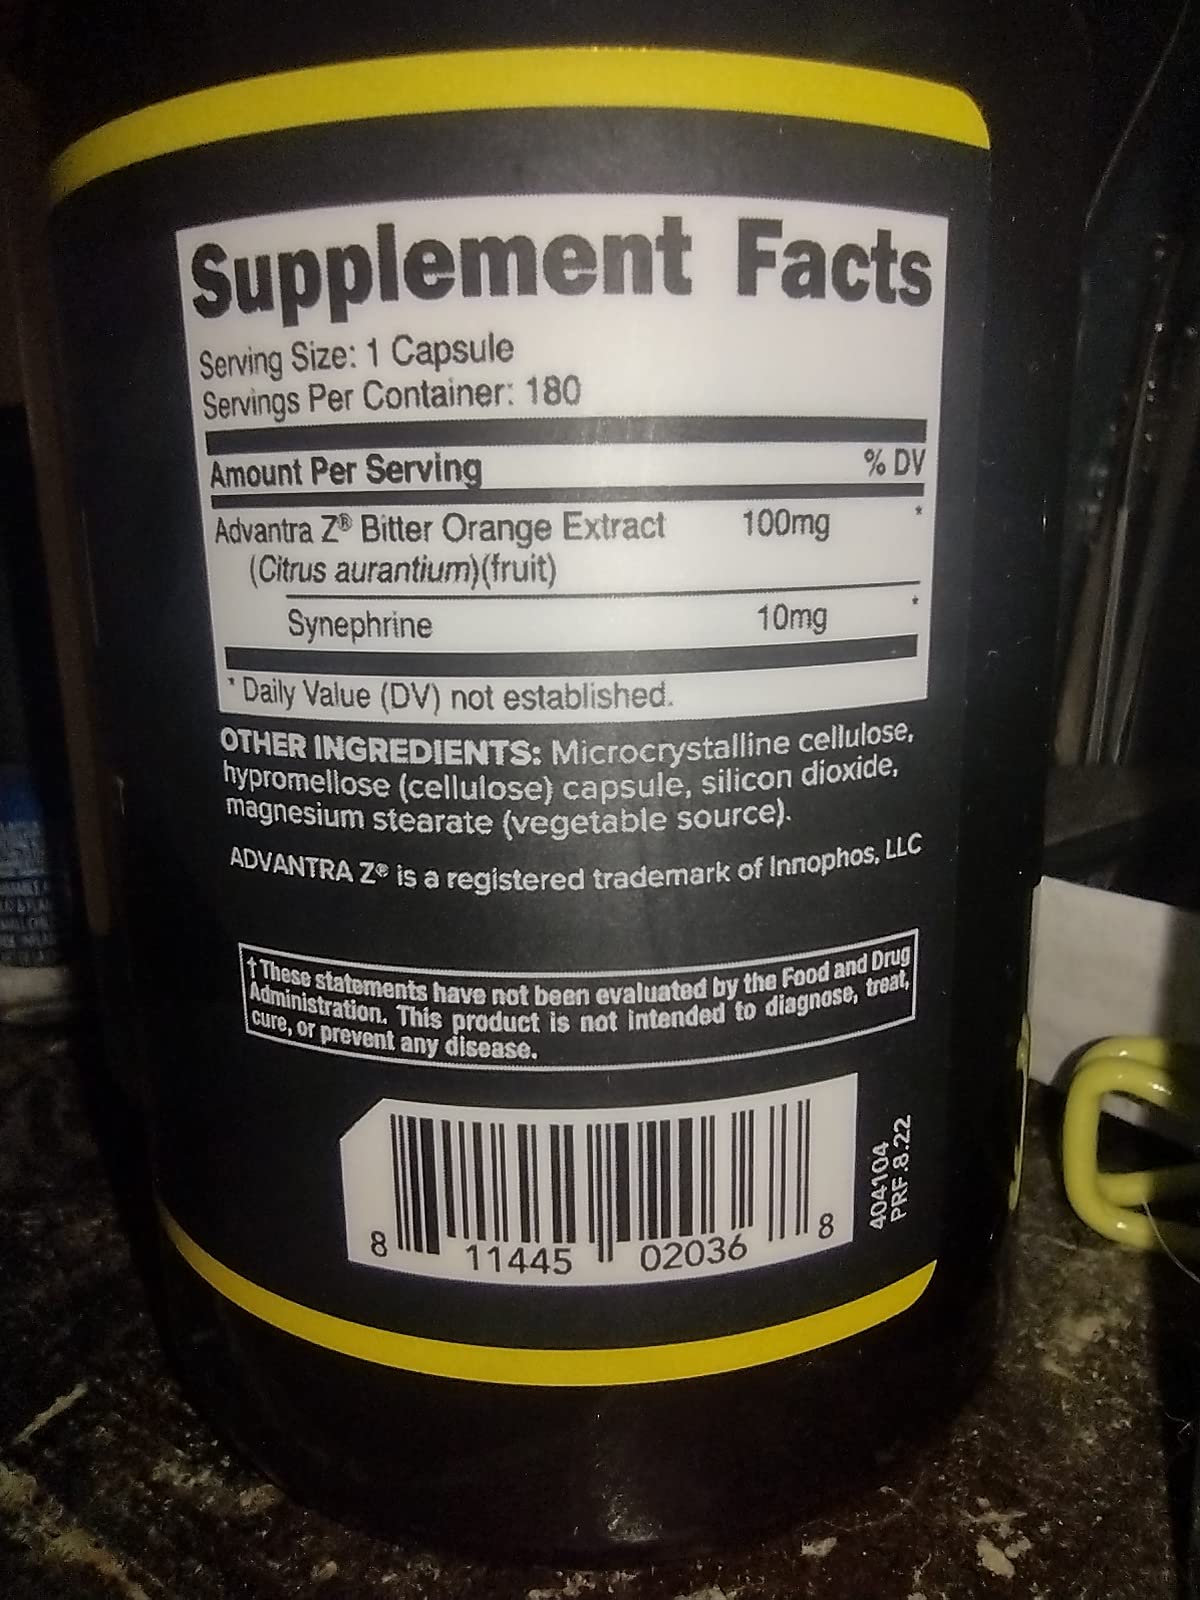 Supplement Facts
Serving Size: 1 Capsule
Servings Per Container: 180
Amount Per Serving % DV
Advantra Z® Bitter Orange Extract 100mg *
(Citrus aurantium)(fruit)
Synephrine 10mg *
* Daily Value (DV) not established.
OTHER INGREDIENTS: Microcrystalline cellulose,
hypromellose (cellulose) capsule, silicon dioxide,
magnesium stearate (vegetable source).
ADVANTRA Z® is a registered trademark of Innophos, LLC
† These statements have not been evaluated by the Food and Drug
Administration. This product is not intended to diagnose, treat,
cure, or prevent any disease.
8 11445 02036 8
404104
PRF.8.22